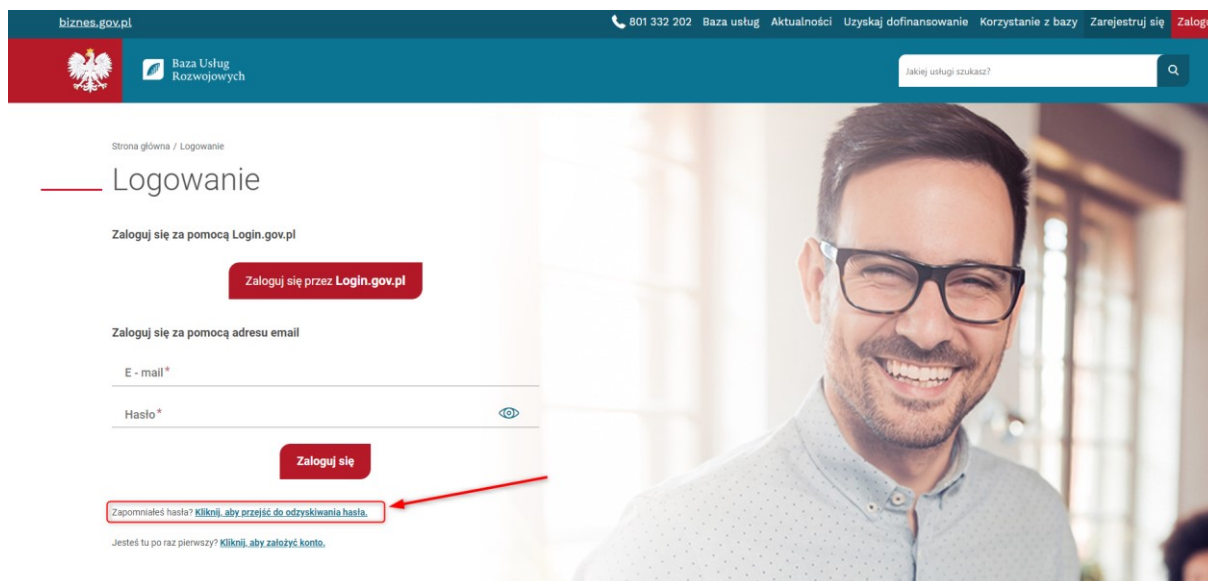 biznes.gov.pl
801 332 202 Baza usług Aktualności Uzyskaj dofinansowanie Korzystanie z bazy Zarejestruj się
Baza Usług
Rozwojowych
Jakiej usługi szukasz?
Strona główna / Logowanie
Logowanie
Zaloguj się za pomocą Login.gov.pl
Zaloguj się przez Login.gov.pl
Zaloguj się za pomocą adresu email
E - mail*
Hasło*
Zaloguj się
Zapomniałeś hasła? Kliknij, aby przejść do odzyskiwania hasła.
Jesteś tu po raz pierwszy? Kliknij, aby założyć konto.